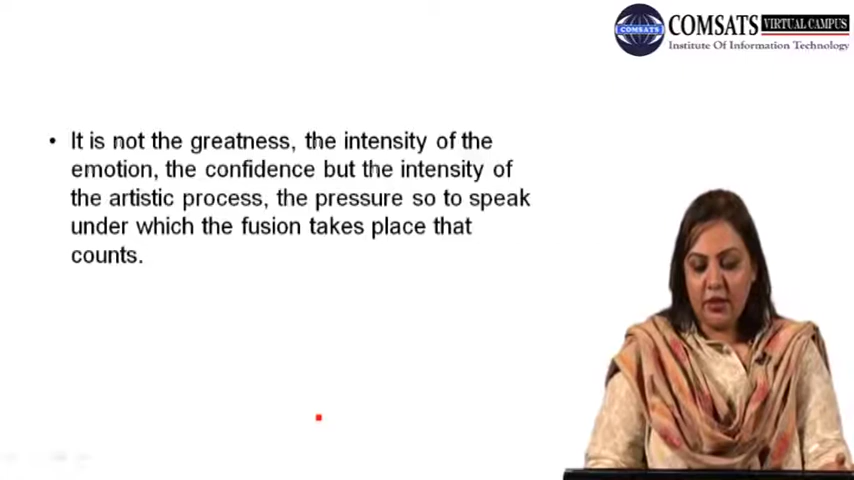 COMSATS VIRTUAL CAMPUS
COMSATS
Institute Of Information Technology
• It is not the greatness, the intensity of the
emotion, the confidence but the intensity of
the artistic process, the pressure so to speak
under which the fusion takes place that
counts.